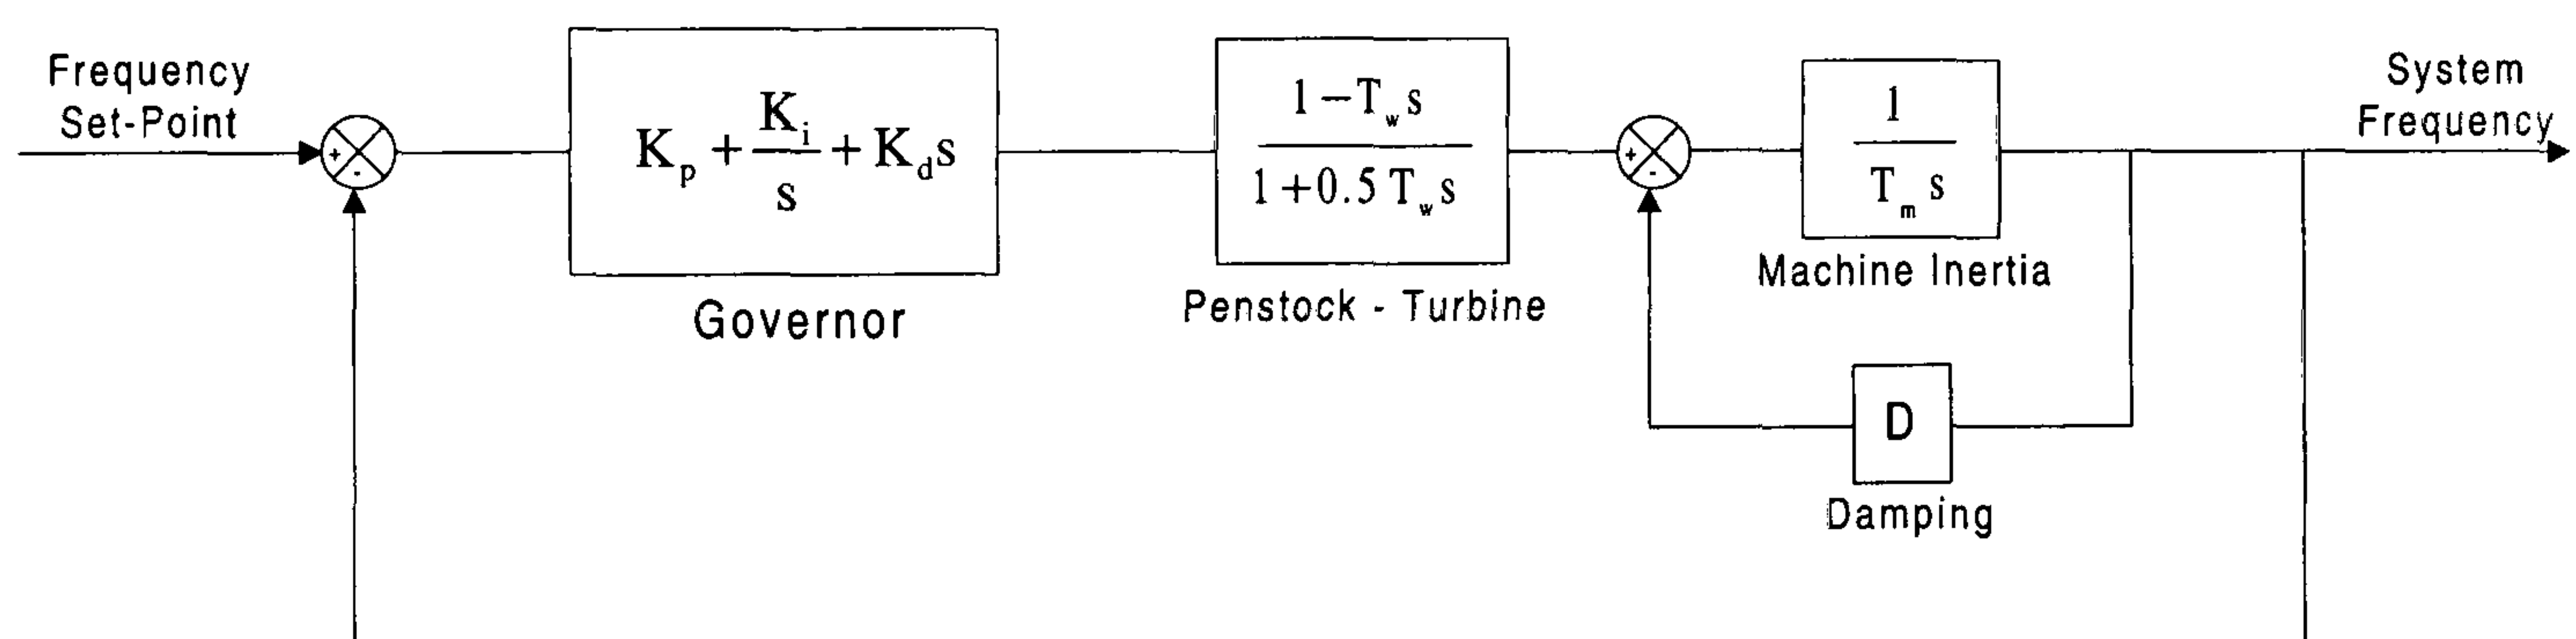 Frequency
Set-Point
+
-
K_p + K_i/s + K_d s
Governor
1 - T_w s
1 + 0.5 T_w s
Penstock - Turbine
+
-
1
T_m s
Machine Inertia
D
Damping
System
Frequency